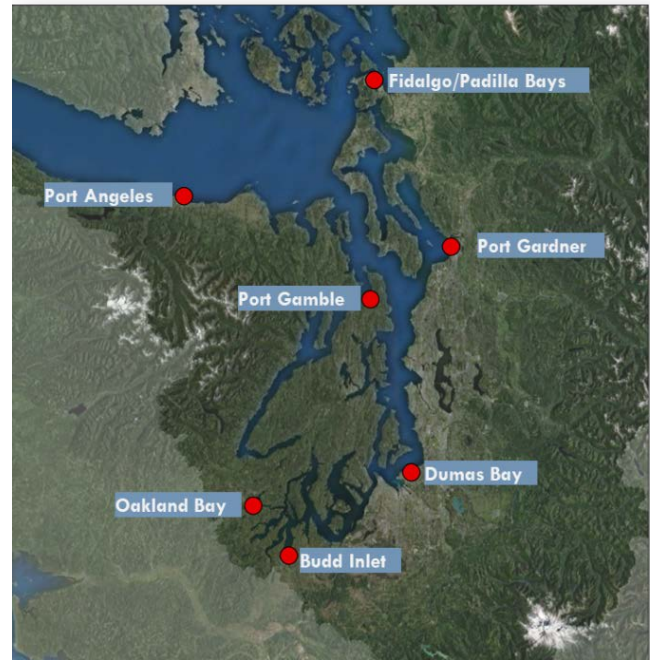 Fidalgo/Padilla Bays
Port Angeles
Port Gardner
Port Gamble
Dumas Bay
Oakland Bay
Budd Inlet